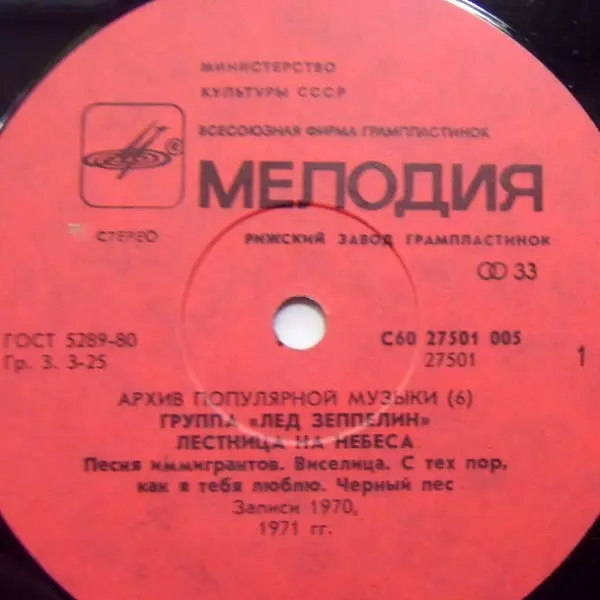 МИНИСТЕРСТВО
КУЛЬТУРЫ СССР
ВСЕСОЮЗНАЯ ФИРМА ГРАМПЛАСТИНОК
МЕЛОДИЯ
СТЕРЕО
РИЖСКИЙ ЗАВОД ГРАМПЛАСТИНОК
33
ГОСТ 5289-80
Гр. 3. 3-25
С60 27501 005
27501
1
АРХИВ ПОПУЛЯРНОЙ МУЗЫКИ (6)
ГРУППА «ЛЕД ЗЕППЕЛИН»
ЛЕСТНИЦА НА НЕБЕСА
Песня иммигрантов. Виселица. С тех пор,
как я тебя люблю. Черный пес
Записи 1970,
1971 гг.